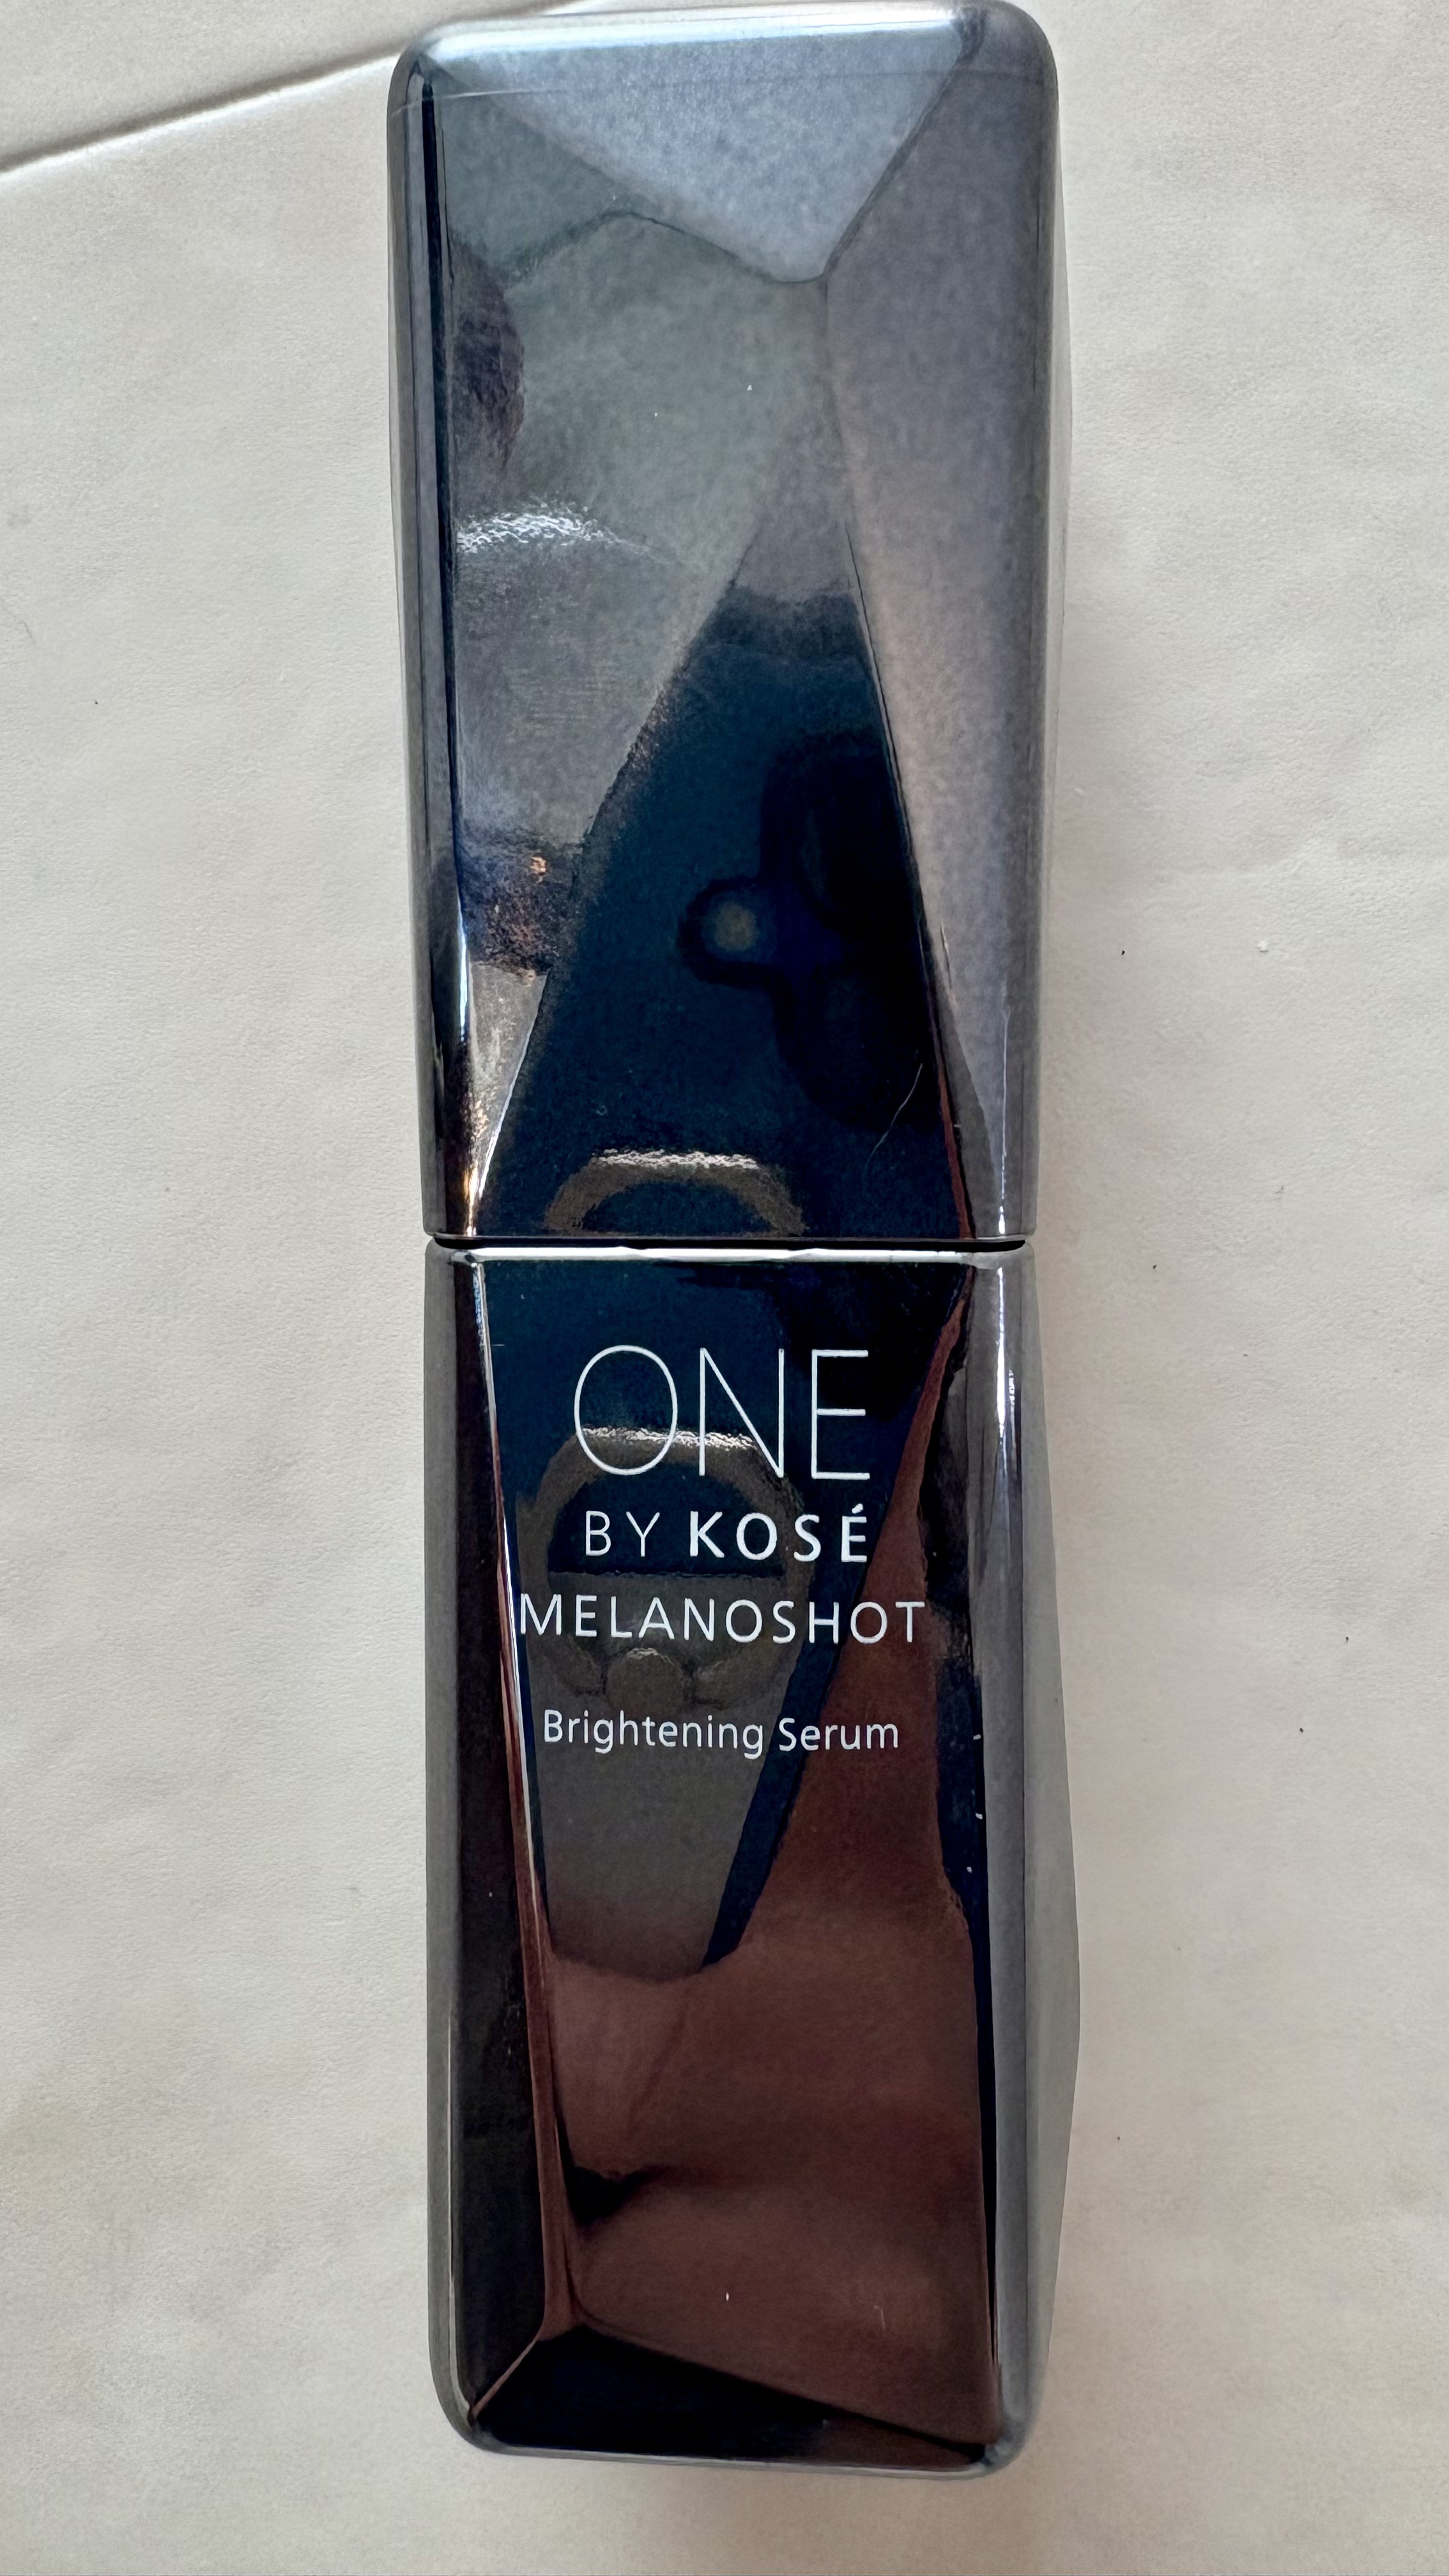 ONE
BY KOSÉ
MELANOSHOT
Brightening Serum